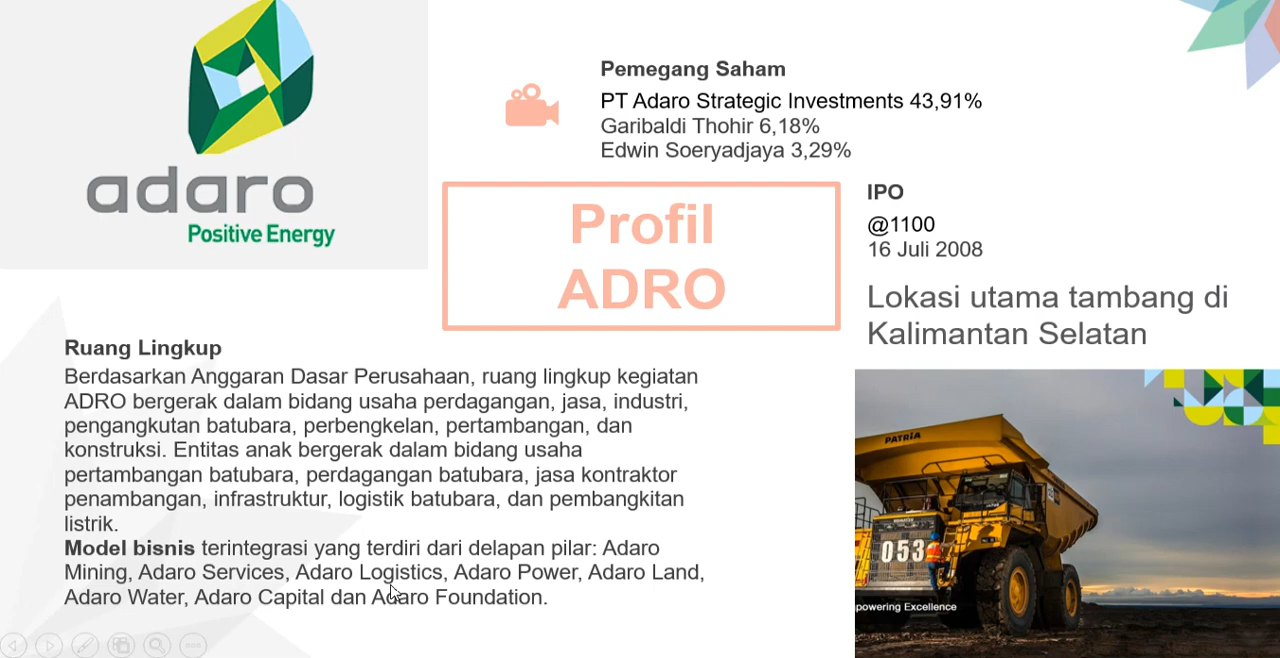 adaro
Positive Energy
Pemegang Saham
PT Adaro Strategic Investments 43,91%
Garibaldi Thohir 6,18%
Edwin Soeryadjaya 3,29%
Profil
ADRO
IPO
@1100
16 Juli 2008
Lokasi utama tambang di
Kalimantan Selatan
Ruang Lingkup
Berdasarkan Anggaran Dasar Perusahaan, ruang lingkup kegiatan
ADRO bergerak dalam bidang usaha perdagangan, jasa, industri,
pengangkutan batubara, perbengkelan, pertambangan, dan
konstruksi. Entitas anak bergerak dalam bidang usaha
pertambangan batubara, perdagangan batubara, jasa kontraktor
penambangan, infrastruktur, logistik batubara, dan pembangkitan
listrik.
Model bisnis terintegrasi yang terdiri dari delapan pilar: Adaro
Mining, Adaro Services, Adaro Logistics, Adaro Power, Adaro Land,
Adaro Water, Adaro Capital dan Adaro Foundation.
PATRIA
KOMATSU
053
powering Excellence